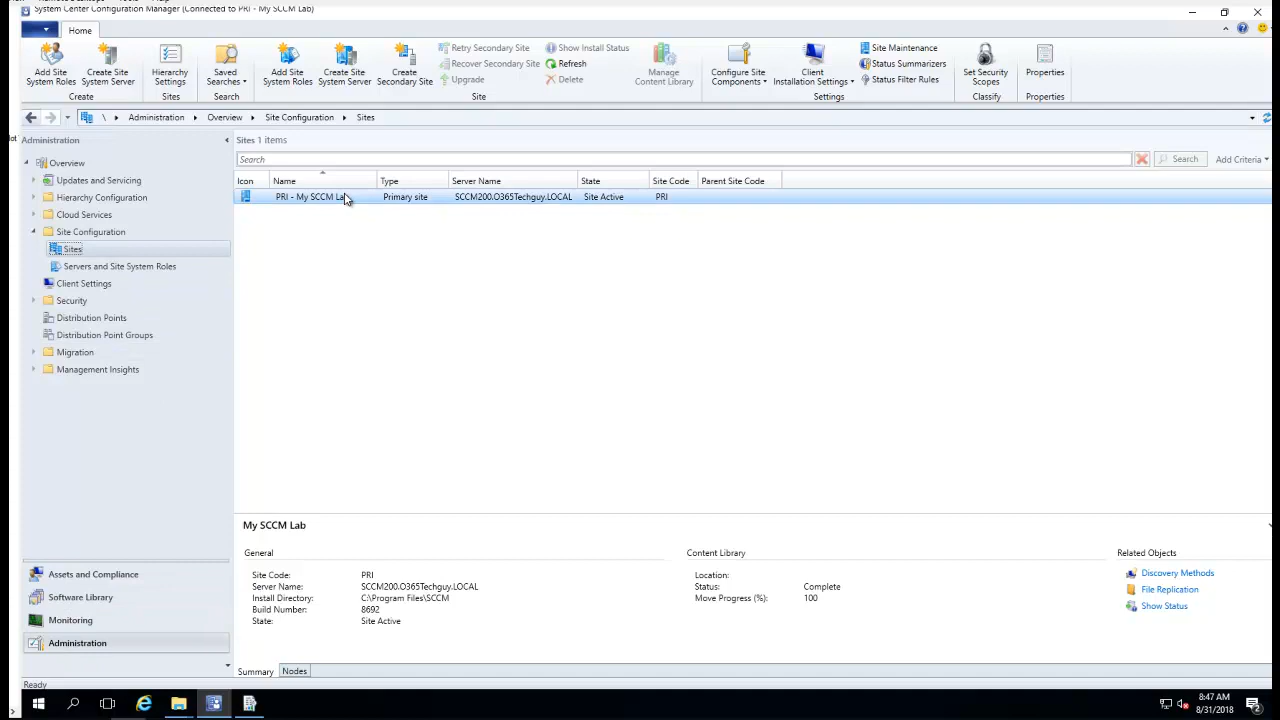 System Center Configuration Manager (Connected to PRI - My SCCM Lab)
Home
Add Site System Roles
Create Site System Server
Create
Hierarchy Settings
Sites
Saved Searches
Search
Add Site System Roles
Create Site System Server
Create Secondary Site
Retry Secondary Site
Recover Secondary Site
Upgrade
Show Install Status
Refresh
Delete
Site
Manage Content Library
Configure Site Components
Client Installation Settings
Site Maintenance
Status Summarizers
Status Filter Rules
Settings
Set Security Scopes
Classify
Properties
Properties
\ Administration Overview Site Configuration Sites
Administration
Overview
Updates and Servicing
Hierarchy Configuration
Cloud Services
Site Configuration
Sites
Servers and Site System Roles
Client Settings
Security
Distribution Points
Distribution Point Groups
Migration
Management Insights
Assets and Compliance
Software Library
Monitoring
Administration
Sites 1 items
Search
Search
Add Criteria
Icon Name Type Server Name State Site Code Parent Site Code
PRI - My SCCM Lab Primary site SCCM200.O365Techguy.LOCAL Site Active PRI
My SCCM Lab
General
Site Code: PRI
Server Name: SCCM200.O365Techguy.LOCAL
Install Directory: C:\Program Files\SCCM
Build Number: 8692
State: Site Active
Content Library
Location:
Status: Complete
Move Progress (%): 100
Related Objects
Discovery Methods
File Replication
Show Status
Summary Nodes
Ready
8:47 AM
8/31/2018
2